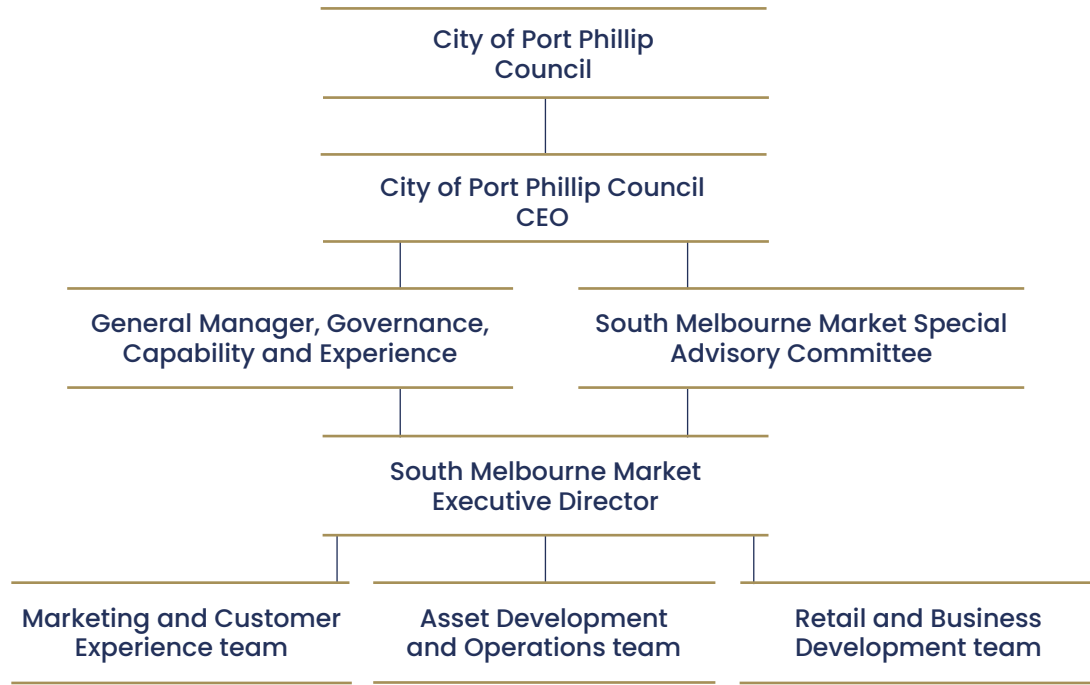 City of Port Phillip
Council
City of Port Phillip Council
CEO
General Manager, Governance,
Capability and Experience
South Melbourne Market Special
Advisory Committee
South Melbourne Market
Executive Director
Marketing and Customer
Experience team
Asset Development
and Operations team
Retail and Business
Development team